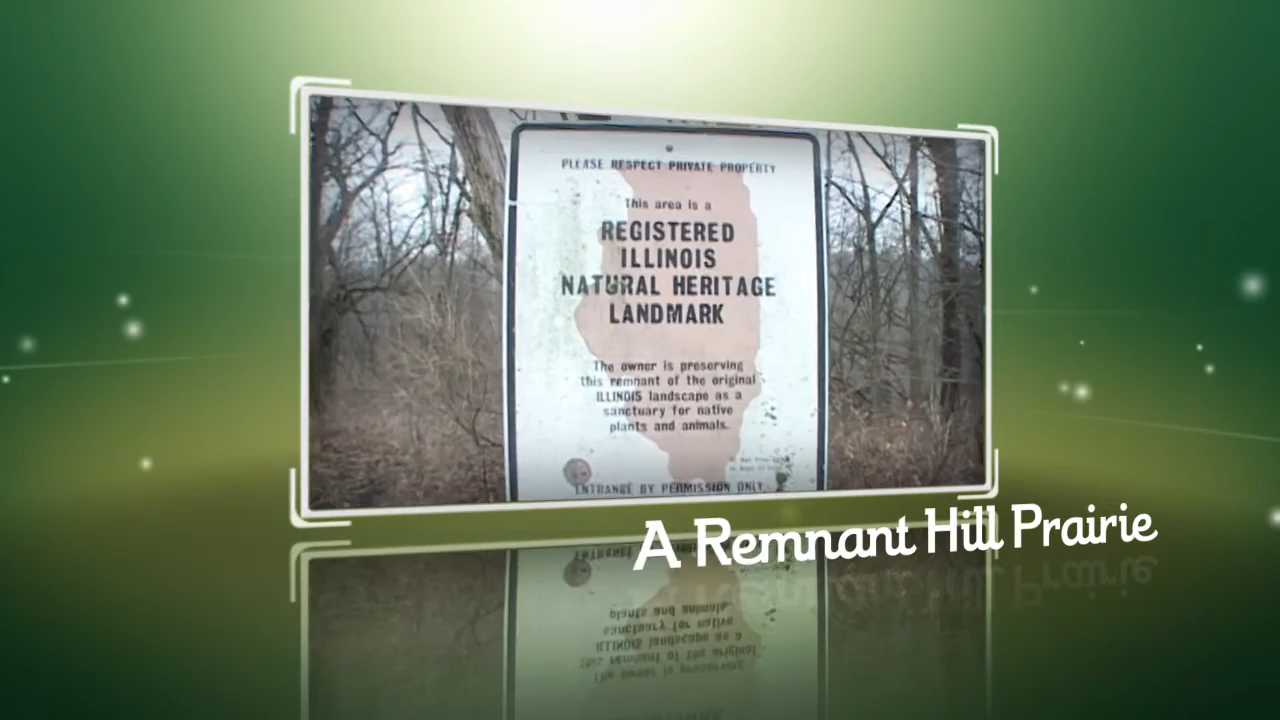 PLEASE RESPECT PRIVATE PROPERTY
This area is a
REGISTERED
ILLINOIS
NATURAL HERITAGE
LANDMARK
The owner is preserving
this remnant of the original
ILLINOIS landscape as a
sanctuary for native
plants and animals.
ENTRANCE BY PERMISSION ONLY
A Remnant Hill Prairie